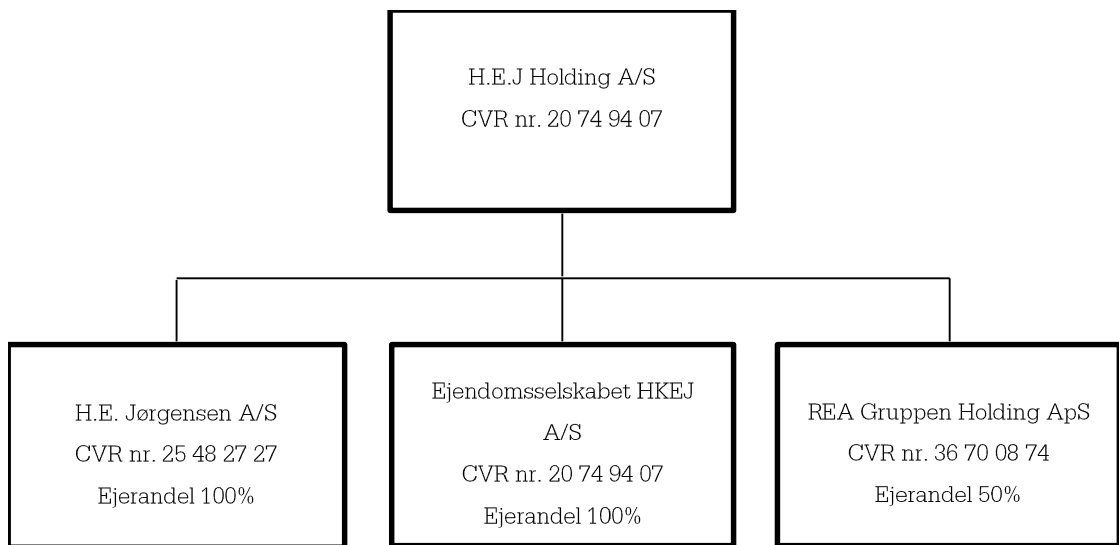 H.E.J Holding A/S
CVR nr. 20 74 94 07
H.E. Jørgensen A/S
CVR nr. 25 48 27 27
Ejerandel 100%
Ejendomsselskabet HKEJ
A/S
CVR nr. 20 74 94 07
Ejerandel 100%
REA Gruppen Holding ApS
CVR nr. 36 70 08 74
Ejerandel 50%